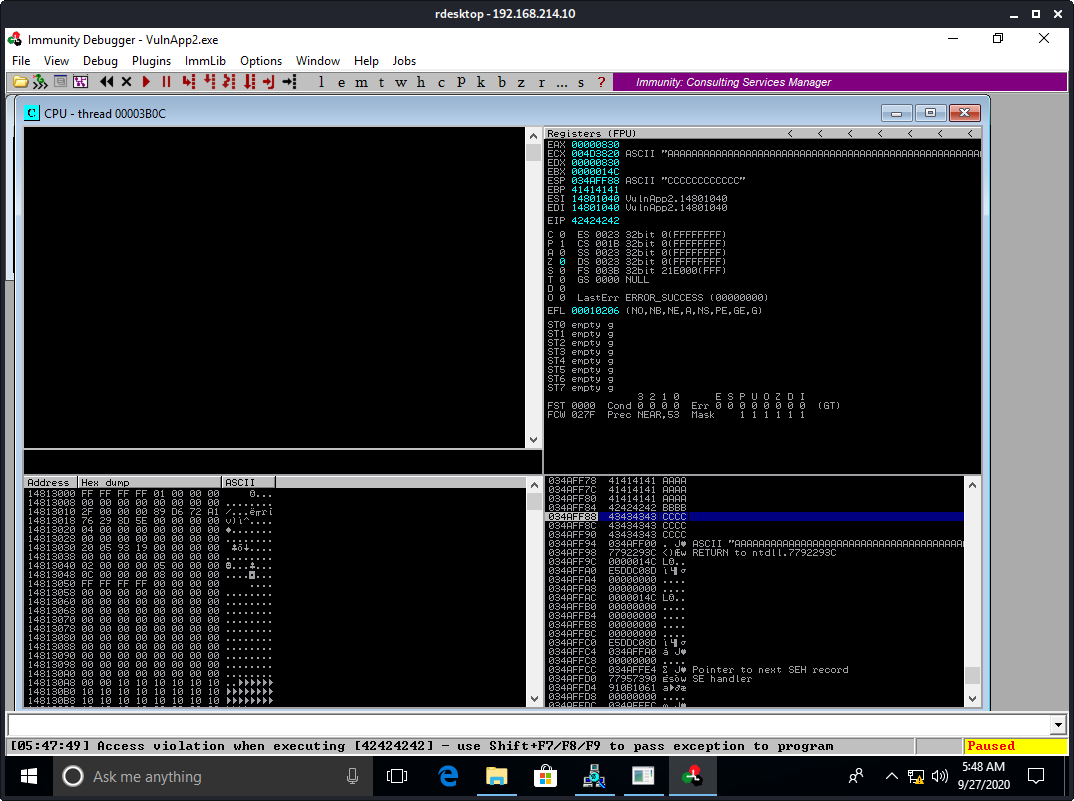 rdesktop - 192.168.214.10
Immunity Debugger - VulnApp2.exe
File View Debug Plugins ImmLib Options Window Help Jobs
l e m t w h c P k b z r ... s ? Immunity: Consulting Services Manager
C CPU - thread 00003B0C
Registers (FPU) < < < < < < <
EAX 00000830
ECX 004D3820 ASCII "AAAAAAAAAAAAAAAAAAAAAAAAAAAAAAAAAAAAAAAAAAAAAAAAAAAA
EDX 00000830
EBX 0000014C
ESP 034AFF88 ASCII "CCCCCCCCCCCC"
EBP 41414141
ESI 14801040 VulnApp2.14801040
EDI 14801040 VulnApp2.14801040
EIP 42424242
C 0 ES 0023 32bit 0(FFFFFFFF)
P 1 CS 001B 32bit 0(FFFFFFFF)
A 0 SS 0023 32bit 0(FFFFFFFF)
Z 0 DS 0023 32bit 0(FFFFFFFF)
S 0 FS 003B 32bit 21E000(FFF)
T 0 GS 0000 NULL
D 0
O 0 LastErr ERROR_SUCCESS (00000000)
EFL 00010206 (NO,NB,NE,A,NS,PE,GE,G)
ST0 empty g
ST1 empty g
ST2 empty g
ST3 empty g
ST4 empty g
ST5 empty g
ST6 empty g
ST7 empty g
3 2 1 0 E S P U O Z D I
FST 0000 Cond 0 0 0 0 Err 0 0 0 0 0 0 0 0 (GT)
FCW 027F Prec NEAR,53 Mask 1 1 1 1 1 1
Address Hex dump ASCII
14813000 FF FF FF FF 01 00 00 00
14813008 00 00 00 00 00 00 00 00 ........
14813010 2F 00 00 00 89 D6 72 A1
14813018 76 29 8D 5E 00 00 00 00
14813020 04 00 00 00 00 00 00 00
14813028 00 00 00 00 00 00 00 00 ........
14813030 20 05 93 19 00 00 00 00
14813038 00 00 00 00 00 00 00 00 ........
14813040 02 00 00 00 05 00 00 00
14813048 0C 00 00 00 08 00 00 00
14813050 FF FF FF FF 00 00 00 00 ....
14813058 00 00 00 00 00 00 00 00 ........
14813060 00 00 00 00 00 00 00 00 ........
14813068 00 00 00 00 00 00 00 00 ........
14813070 00 00 00 00 00 00 00 00 ........
14813078 00 00 00 00 00 00 00 00 ........
14813080 00 00 00 00 00 00 00 00 ........
14813088 00 00 00 00 00 00 00 00 ........
14813090 00 00 00 00 00 00 00 00 ........
14813098 00 00 00 00 00 00 00 00 ........
148130A0 00 00 00 00 00 00 00 00 ........
148130A8 00 00 10 10 10 10 10 10
148130B0 10 10 10 10 10 10 10 10
148130B8 10 10 10 10 10 10 10 10
034AFF78 41414141 AAAA
034AFF7C 41414141 AAAA
034AFF80 41414141 AAAA
034AFF84 42424242 BBBB
034AFF88 43434343 CCCC
034AFF8C 43434343 CCCC
034AFF90 43434343 CCCC
034AFF94 034AFF00 . J♥ ASCII "AAAAAAAAAAAAAAAAAAAAAAAAAAAAAAAAAAAAAA
034AFF98 7792293C <)Æw RETURN to ntdll.7792293C
034AFF9C 0000014C L0..
034AFFA0 E5DDC08D
034AFFA4 00000000 ....
034AFFA8 00000000 ....
034AFFAC 0000014C L0..
034AFFB0 00000000 ....
034AFFB4 00000000 ....
034AFFB8 00000000 ....
034AFFBC 00000000 ....
034AFFC0 E5DDC08D
034AFFC4 034AFFA0 á J♥
034AFFC8 00000000 ....
034AFFCC 034AFFE4 Σ J♥ Pointer to next SEH record
034AFFD0 77957390 Ésòw SE handler
034AFFD4 910B1061
034AFFD8 00000000 ....
034AFFDC 034AFFEC
[05:47:49] Access violation when executing [42424242] - use Shift+F7/F8/F9 to pass exception to program
Paused
Ask me anything
5:48 AM
9/27/2020